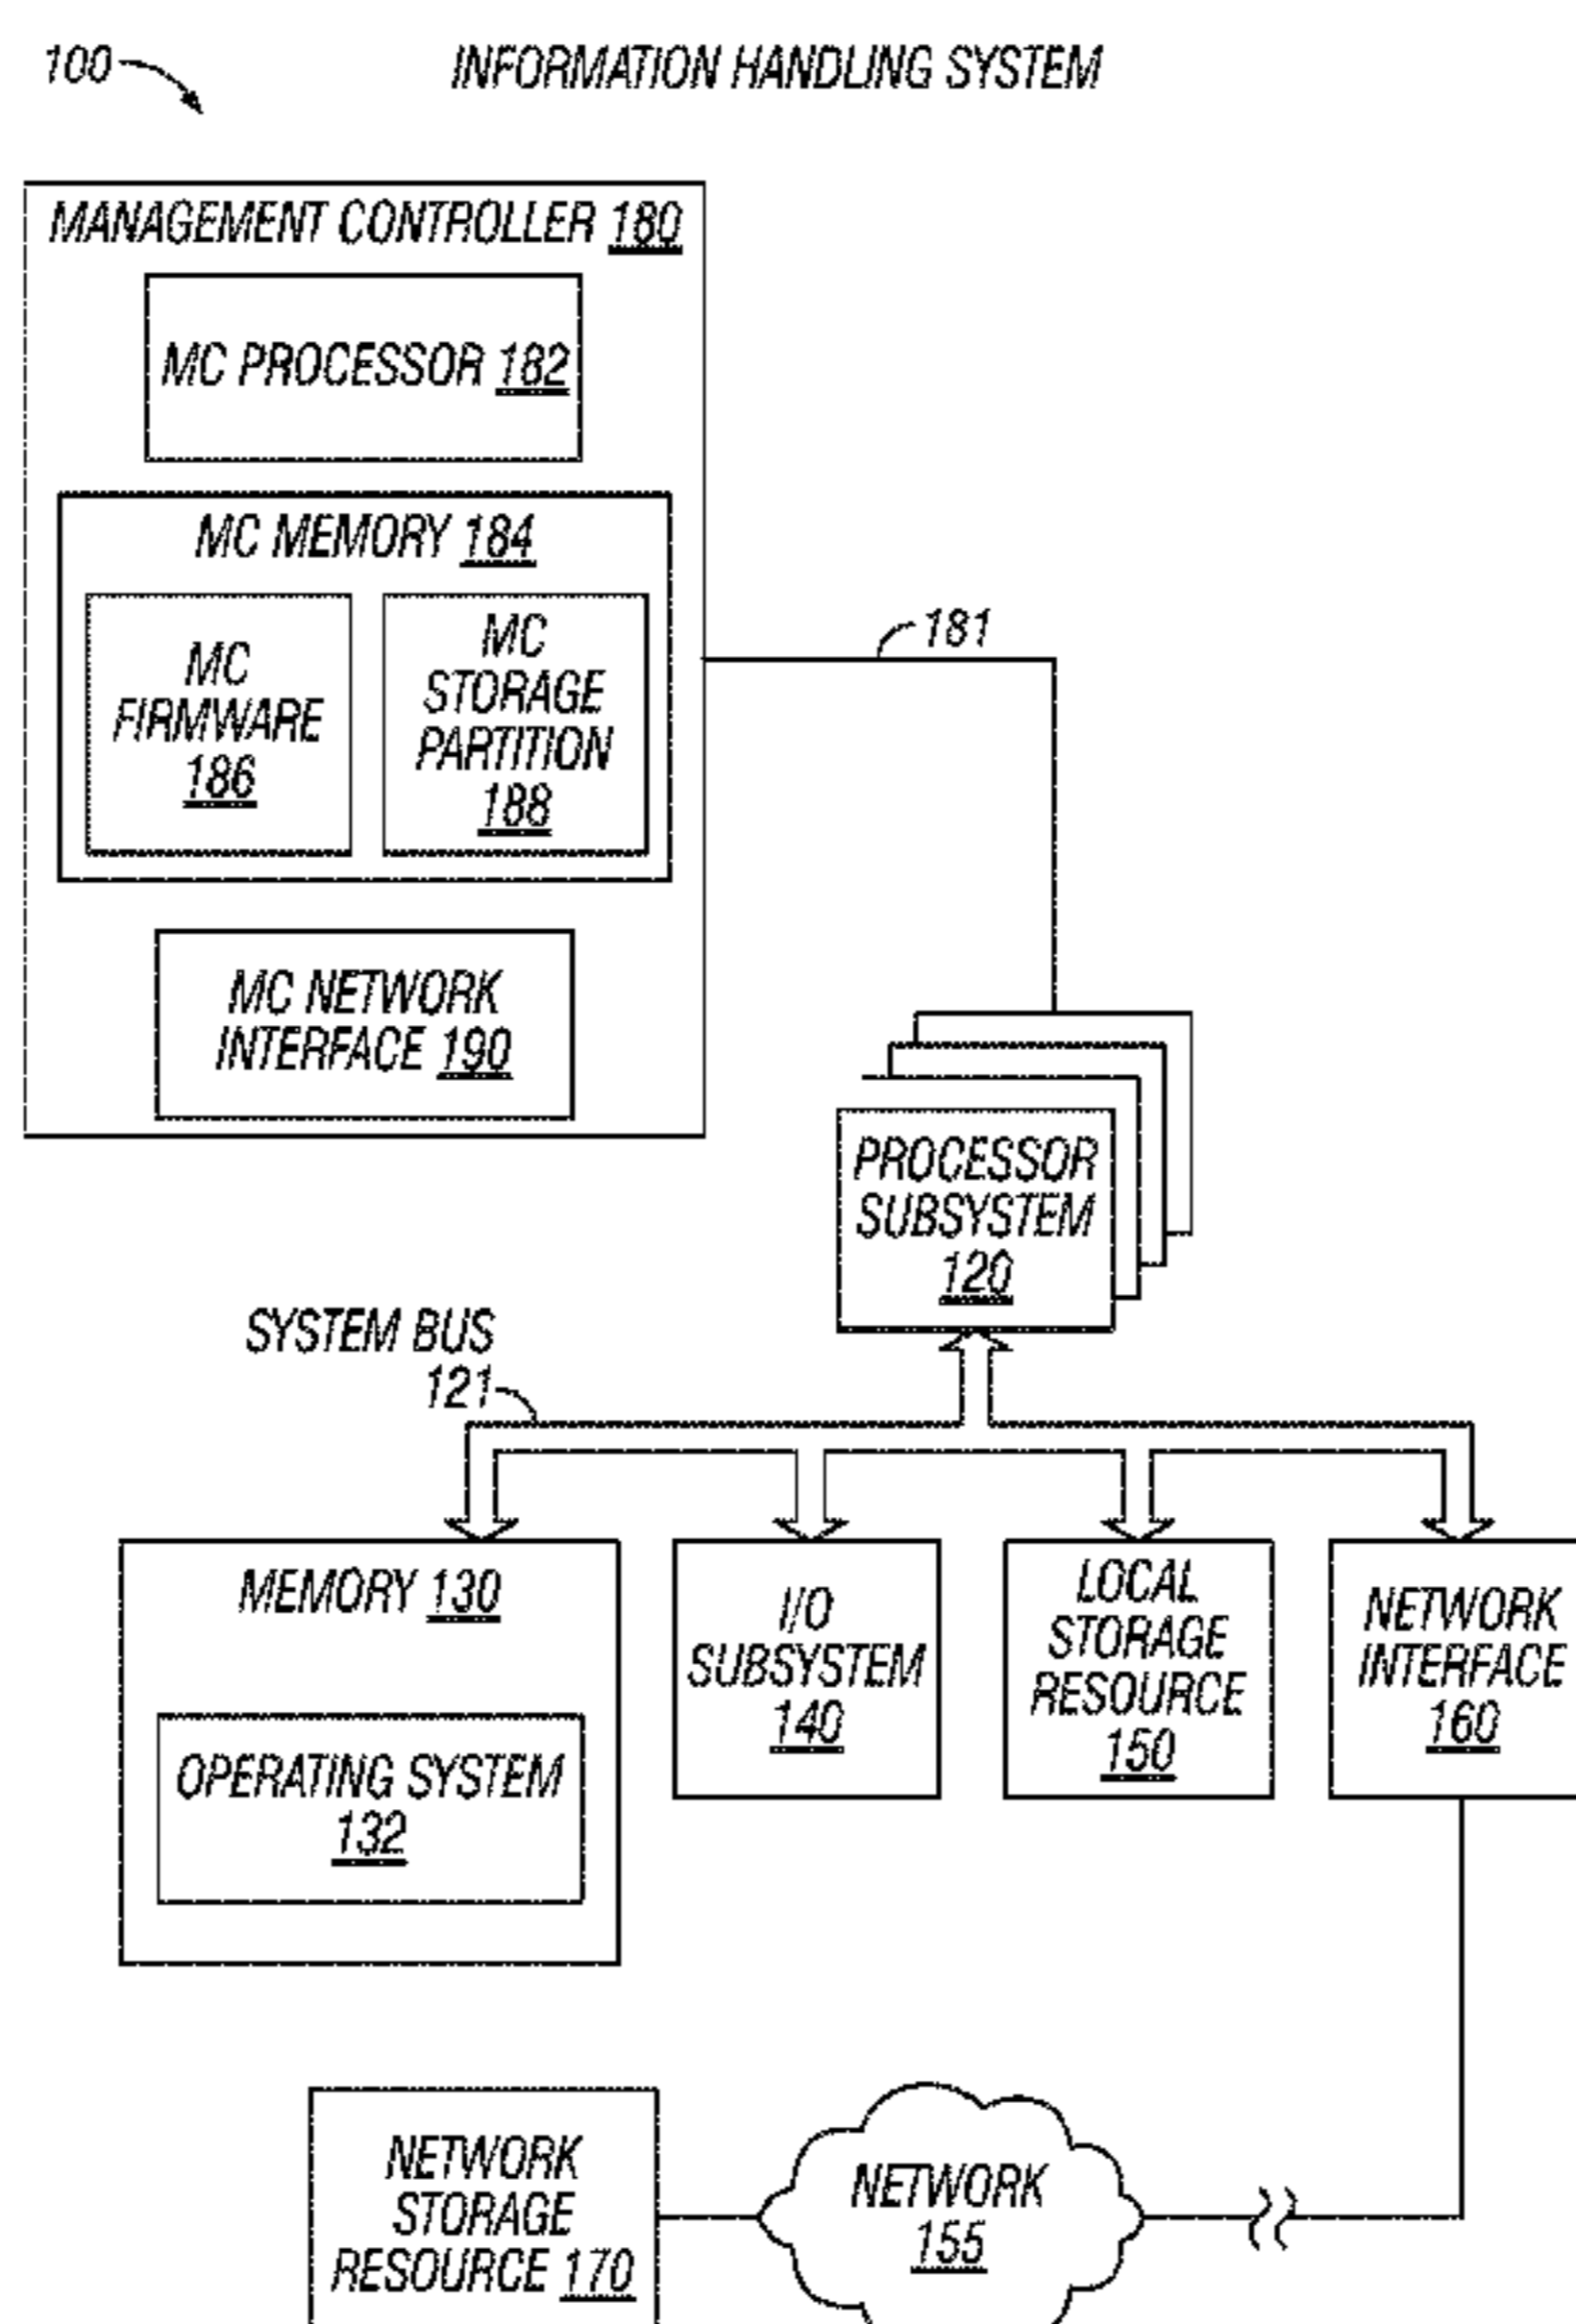 100
INFORMATION HANDLING SYSTEM
MANAGEMENT CONTROLLER 180
MC PROCESSOR 182
MC MEMORY 184
MC
FIRMWARE
186
MC
STORAGE
PARTITION
188
181
MC NETWORK
INTERFACE 190
PROCESSOR
SUBSYSTEM
120
SYSTEM BUS
121
MEMORY 130
OPERATING SYSTEM
132
I/O
SUBSYSTEM
140
LOCAL
STORAGE
RESOURCE
150
NETWORK
INTERFACE
160
NETWORK
STORAGE
RESOURCE 170
NETWORK
155